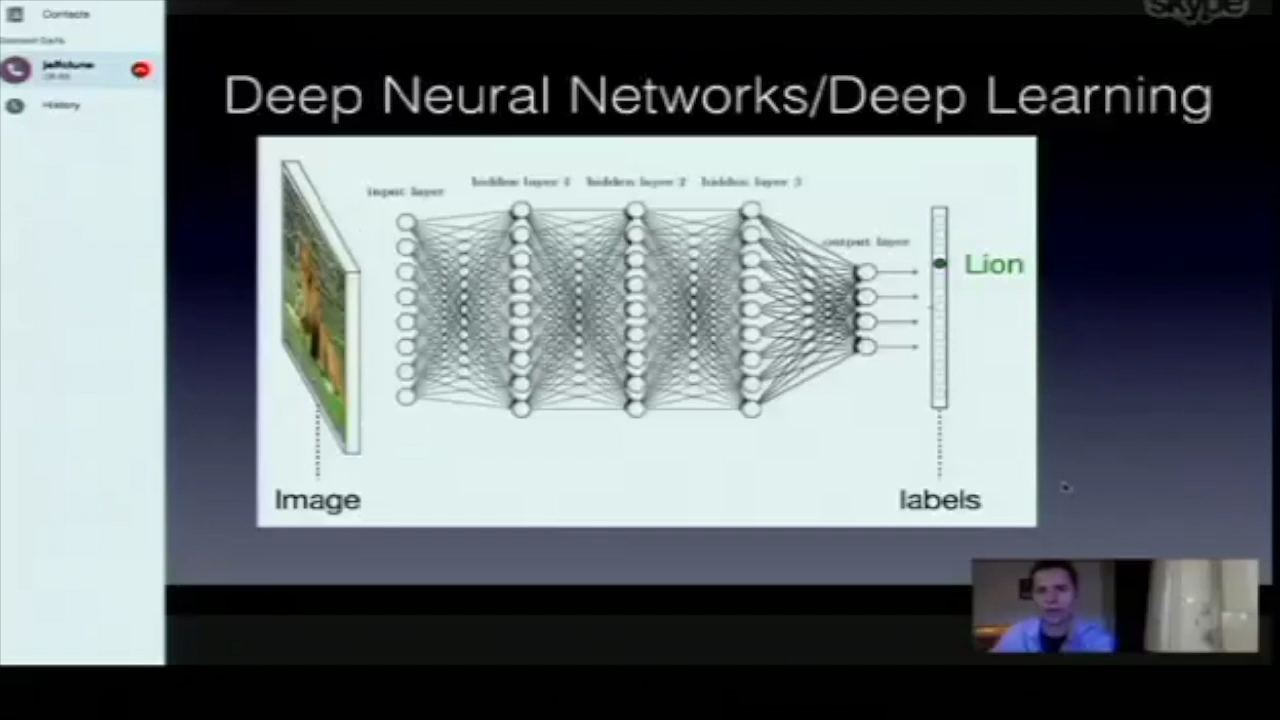 skype
Contacts
jeffclune
History
Deep Neural Networks/Deep Learning
input layer
hidden layer 1
hidden layer 2
hidden layer 3
output layer
Lion
Image
labels